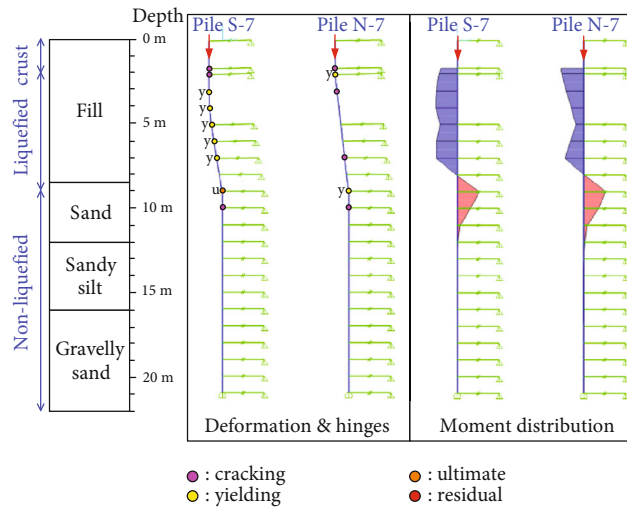 Depth
Pile S-7
Pile N-7
Pile S-7
Pile N-7
0 m
crust
Liquefied
Fill
y
y
y
y
5 m
y
y
y
u
y
Sand
10 m
Non-liquefied
Sandy
silt
15 m
Gravelly
sand
20 m
Deformation & hinges
Moment distribution
: cracking
: ultimate
: yielding
: residual